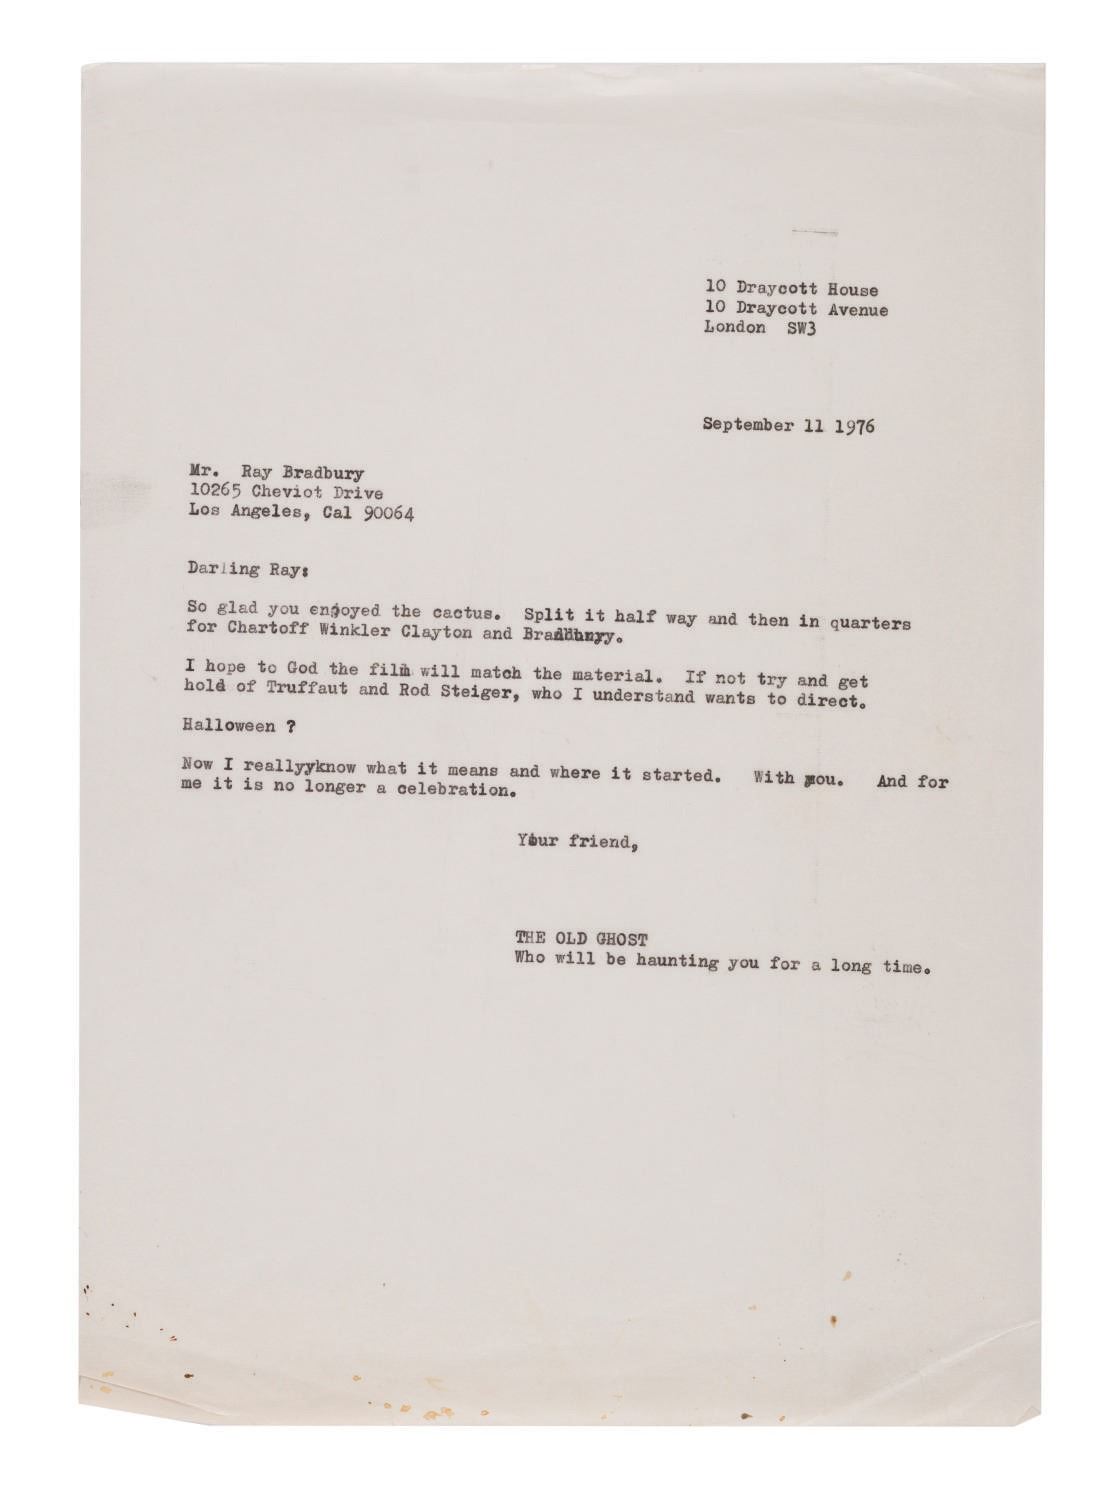 10 Draycott House
10 Draycott Avenue
London SW3
September 11 1976
Mr. Ray Bradbury
10265 Cheviot Drive
Los Angeles, Cal 90064
Darling Ray:
So glad you enjoyed the cactus. Split it half way and then in quarters
for Chartoff Winkler Clayton and Bradbury.
I hope to God the film will match the material. If not try and get
hold of Truffaut and Rod Steiger, who I understand wants to direct.
Halloween ?
Now I reallyyknow what it means and where it started. With you. And for
me it is no longer a celebration.
Your friend,
THE OLD GHOST
Who will be haunting you for a long time.